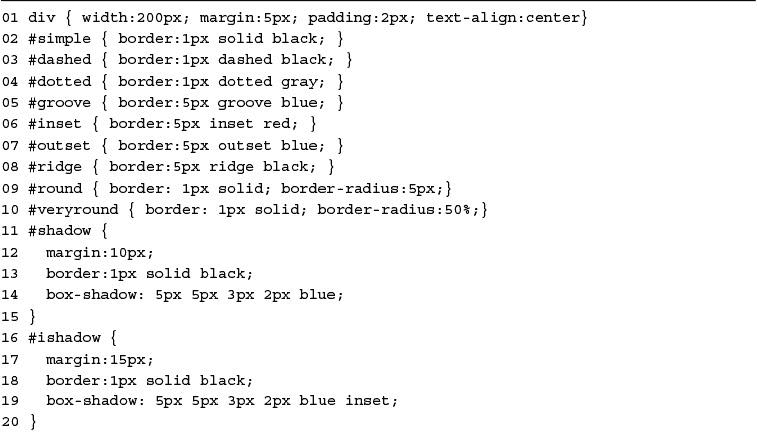 01 div { width:200px; margin:5px; padding:2px; text-align:center}
02 #simple { border:1px solid black; }
03 #dashed { border:1px dashed black; }
04 #dotted { border:1px dotted gray; }
05 #groove { border:5px groove blue; }
06 #inset { border:5px inset red; }
07 #outset { border:5px outset blue; }
08 #ridge { border:5px ridge black; }
09 #round { border: 1px solid; border-radius:5px;}
10 #veryround { border: 1px solid; border-radius:50%;}
11 #shadow {
12   margin:10px;
13   border:1px solid black;
14   box-shadow: 5px 5px 3px 2px blue;
15 }
16 #ishadow {
17   margin:15px;
18   border:1px solid black;
19   box-shadow: 5px 5px 3px 2px blue inset;
20 }